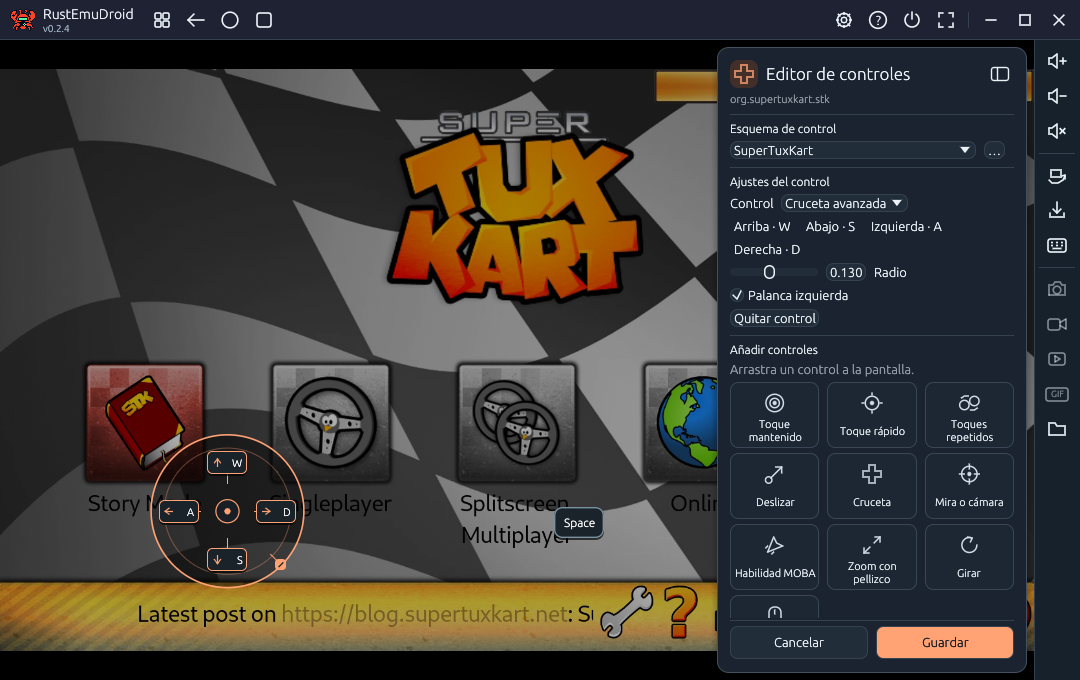 RustEmuDroid
v0.2.4
SUPER
TUX
KART
STK
Story M
Singleplayer
Splitscreen
Multiplayer
Onlin
W
A
D
S
Space
Latest post on https://blog.supertuxkart.net: Su
Editor de controles
org.supertuxkart.stk
Esquema de control
SuperTuxKart
...
Ajustes del control
Control Cruceta avanzada
Arriba · W Abajo · S Izquierda · A
Derecha · D
0.130 Radio
Palanca izquierda
Quitar control
Añadir controles
Arrastra un control a la pantalla.
Toque
mantenido
Toque rápido
Toques
repetidos
Deslizar
Cruceta
Mira o cámara
Habilidad MOBA
Zoom con
pellizco
Girar
Cancelar
Guardar
GIF